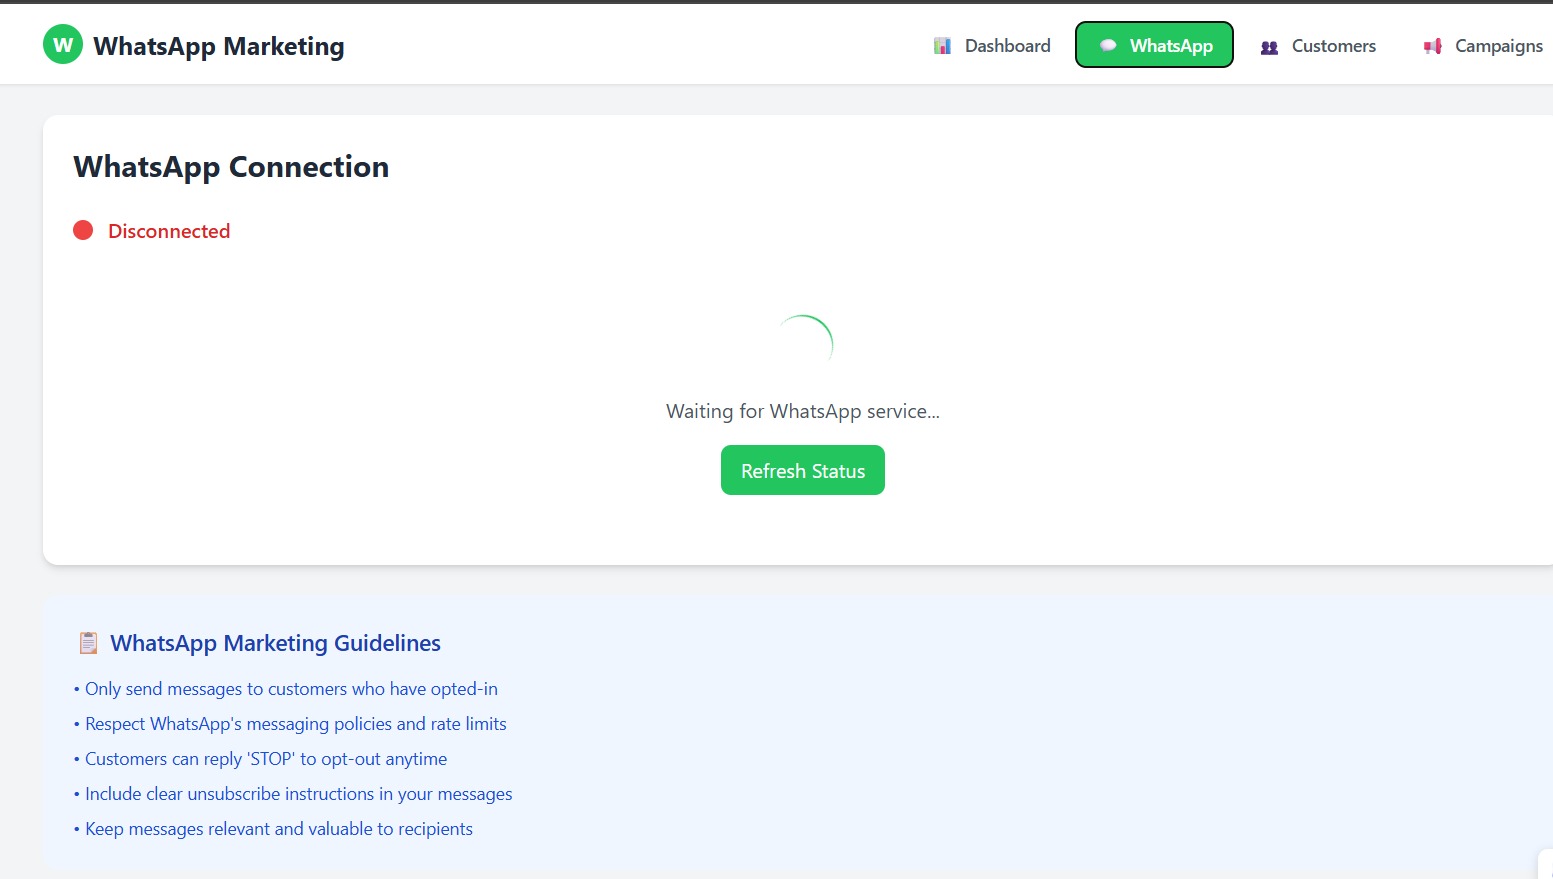 W WhatsApp Marketing
Dashboard
WhatsApp
Customers
Campaigns
WhatsApp Connection
Disconnected
Waiting for WhatsApp service...
Refresh Status
WhatsApp Marketing Guidelines
• Only send messages to customers who have opted-in
• Respect WhatsApp's messaging policies and rate limits
• Customers can reply 'STOP' to opt-out anytime
• Include clear unsubscribe instructions in your messages
• Keep messages relevant and valuable to recipients